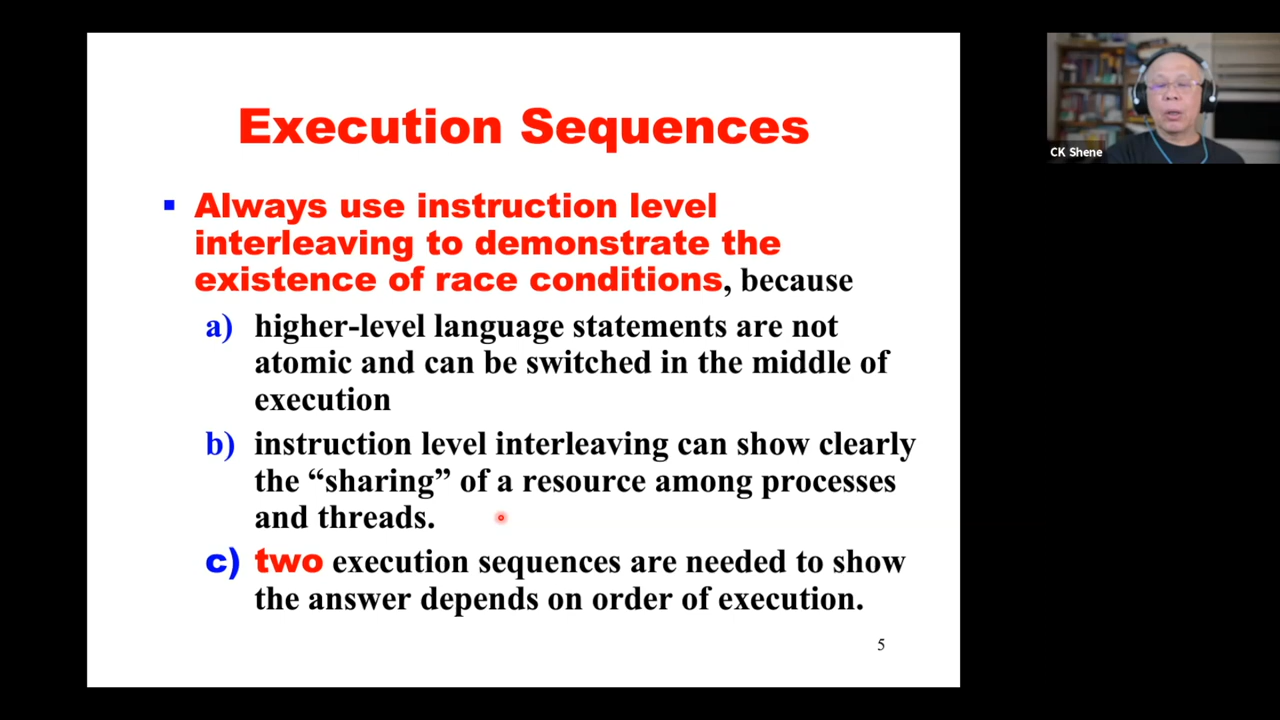 Execution Sequences
▪ Always use instruction level
interleaving to demonstrate the
existence of race conditions, because
a) higher-level language statements are not
atomic and can be switched in the middle of
execution
b) instruction level interleaving can show clearly
the “sharing” of a resource among processes
and threads.
c) two execution sequences are needed to show
the answer depends on order of execution.
5
CK Shene